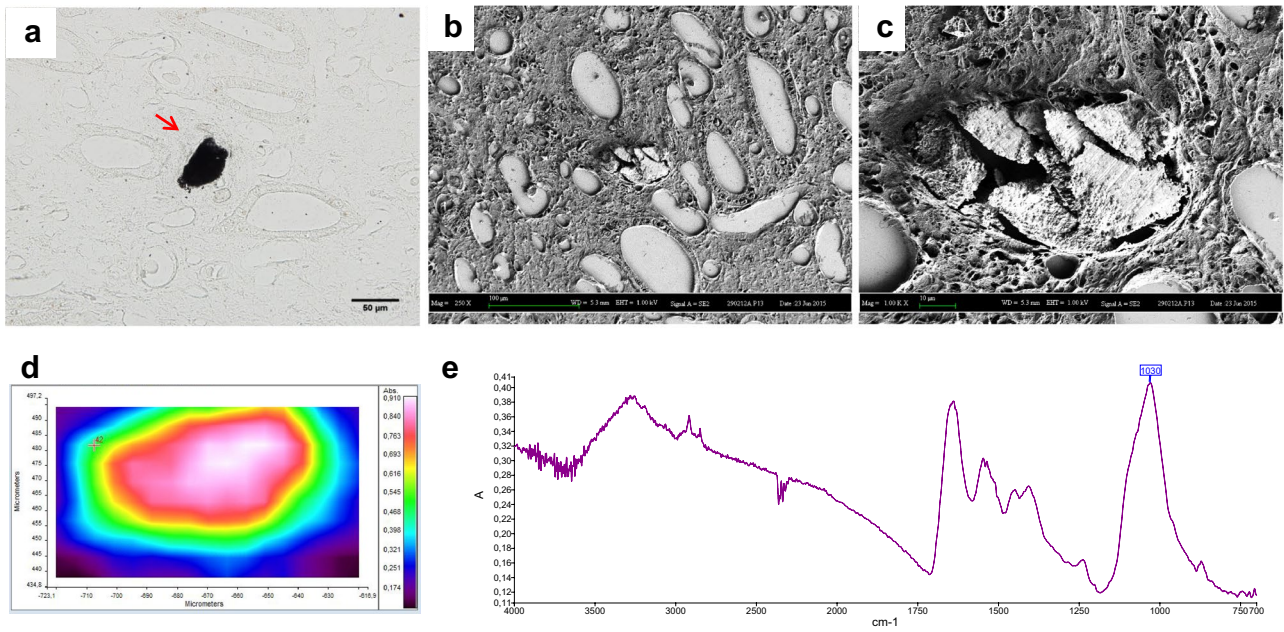 a
50 µm
b
100 µm
Mag = 250 X
WD = 5.3 mm EHT = 1.00 kV Signal A = SE2 290212A P13 Date :23 Jun 2015
c
10 µm
Mag = 1.00 K X
WD = 5.3 mm EHT = 1.00 kV Signal A = SE2 290212A P13 Date :23 Jun 2015
d
497,2
490
485
480
475
470
465
460
455
450
445
440
434,8
Micrometers
-723,1 -710 -700 -690 -680 -670 -660 -650 -640 -630 -616,9
Micrometers
42
Abs.
0,910
0,840
0,763
0,693
0,616
0,545
0,468
0,398
0,321
0,251
0,174
e
0,41
0,40
0,38
0,36
0,34
0,32
0,30
0,28
0,26
0,24
0,22
0,20
0,18
0,16
0,14
0,12
0,11
A
1030
4000 3500 3000 2500 2000 1750 1500 1250 1000 750 700
cm-1